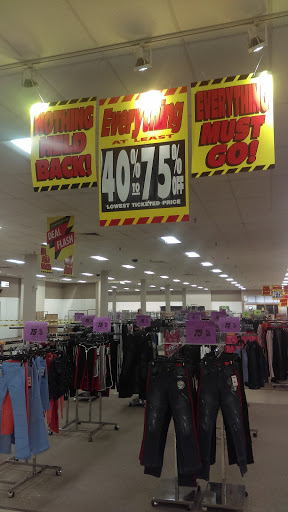 NOTHING
HELD
BACK!
Everything
AT LEAST
40% TO 75% OFF
*LOWEST TICKETED PRICE
EVERYTHING
MUST
GO!
DEAL
FLASH